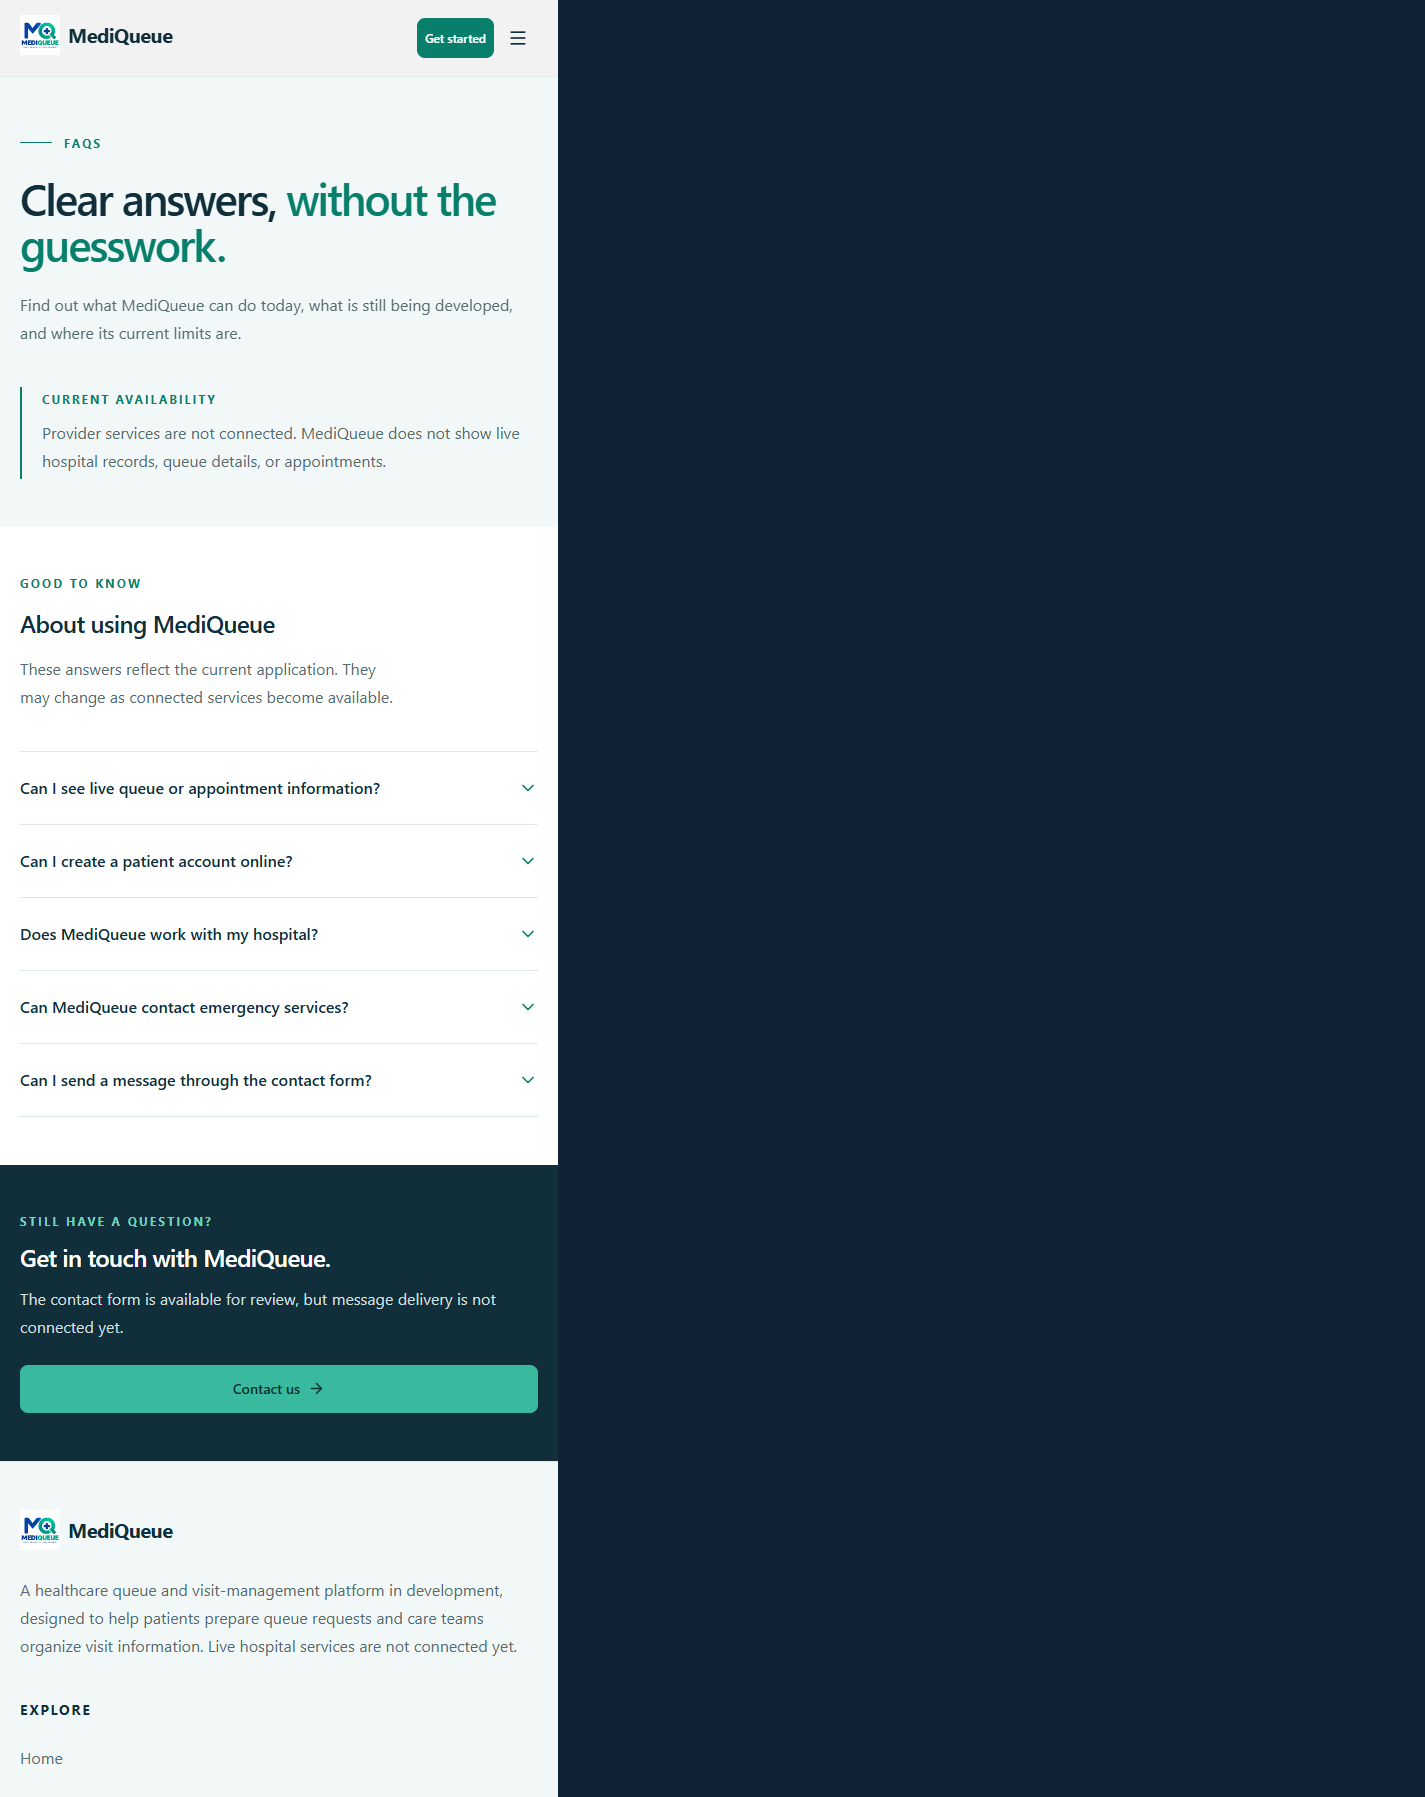 MQ
MEDIQUEUE
MediQueue
Get started
FAQS
Clear answers, without the
guesswork.
Find out what MediQueue can do today, what is still being developed,
and where its current limits are.
CURRENT AVAILABILITY
Provider services are not connected. MediQueue does not show live
hospital records, queue details, or appointments.
GOOD TO KNOW
About using MediQueue
These answers reflect the current application. They
may change as connected services become available.
Can I see live queue or appointment information?
Can I create a patient account online?
Does MediQueue work with my hospital?
Can MediQueue contact emergency services?
Can I send a message through the contact form?
STILL HAVE A QUESTION?
Get in touch with MediQueue.
The contact form is available for review, but message delivery is not
connected yet.
Contact us
MQ
MEDIQUEUE
MediQueue
A healthcare queue and visit-management platform in development,
designed to help patients prepare queue requests and care teams
organize visit information. Live hospital services are not connected yet.
EXPLORE
Home